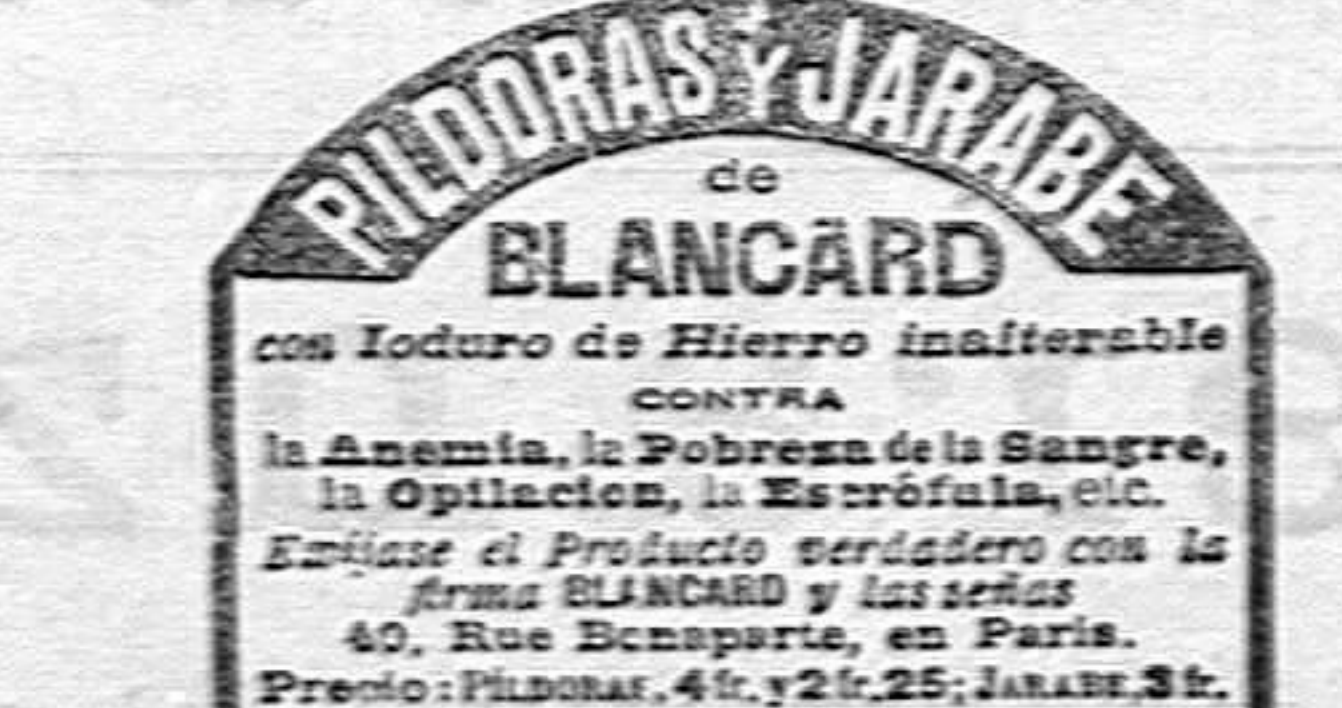 PILDORAS Y JARABE
de
BLANCARD
con Ioduro de Hierro inalterable
CONTRA
la Anemia, la Pobreza de la Sangre,
la Opilacion, la Escrófula, etc.
Exíjase el Producto verdadero con la
firma BLANCARD y las señas
40, Rue Bonaparte, en Paris.
Precio: PÍLDORAS, 4 fr. y 2 fr. 25; JARABE, 3 fr.